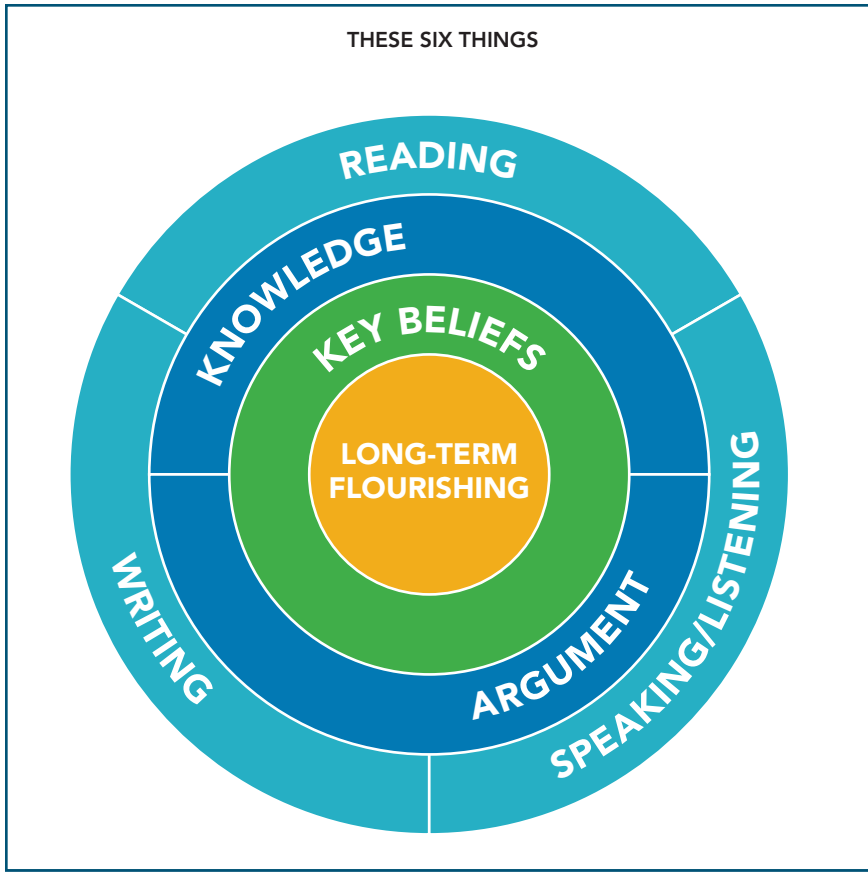 THESE SIX THINGS
READING
KNOWLEDGE
KEY BELIEFS
LONG-TERM
FLOURISHING
WRITING
ARGUMENT
SPEAKING/LISTENING